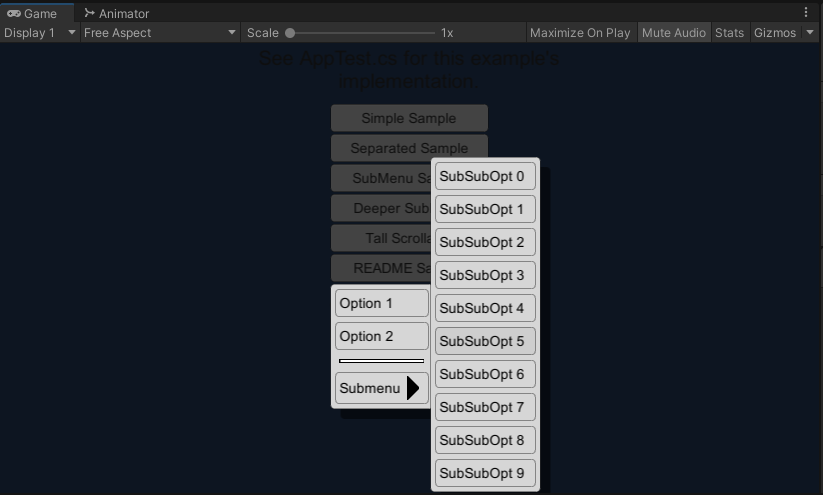 Game
Animator
Display 1
Free Aspect
Scale
1x
Maximize On Play
Mute Audio
Stats
Gizmos
See AppTest.cs for this example's
implementation.
Simple Sample
Separated Sample
SubMenu Sa
Deeper Sub
Tall Scrolla
README Sa
Option 1
Option 2
Submenu
SubSubOpt 0
SubSubOpt 1
SubSubOpt 2
SubSubOpt 3
SubSubOpt 4
SubSubOpt 5
SubSubOpt 6
SubSubOpt 7
SubSubOpt 8
SubSubOpt 9